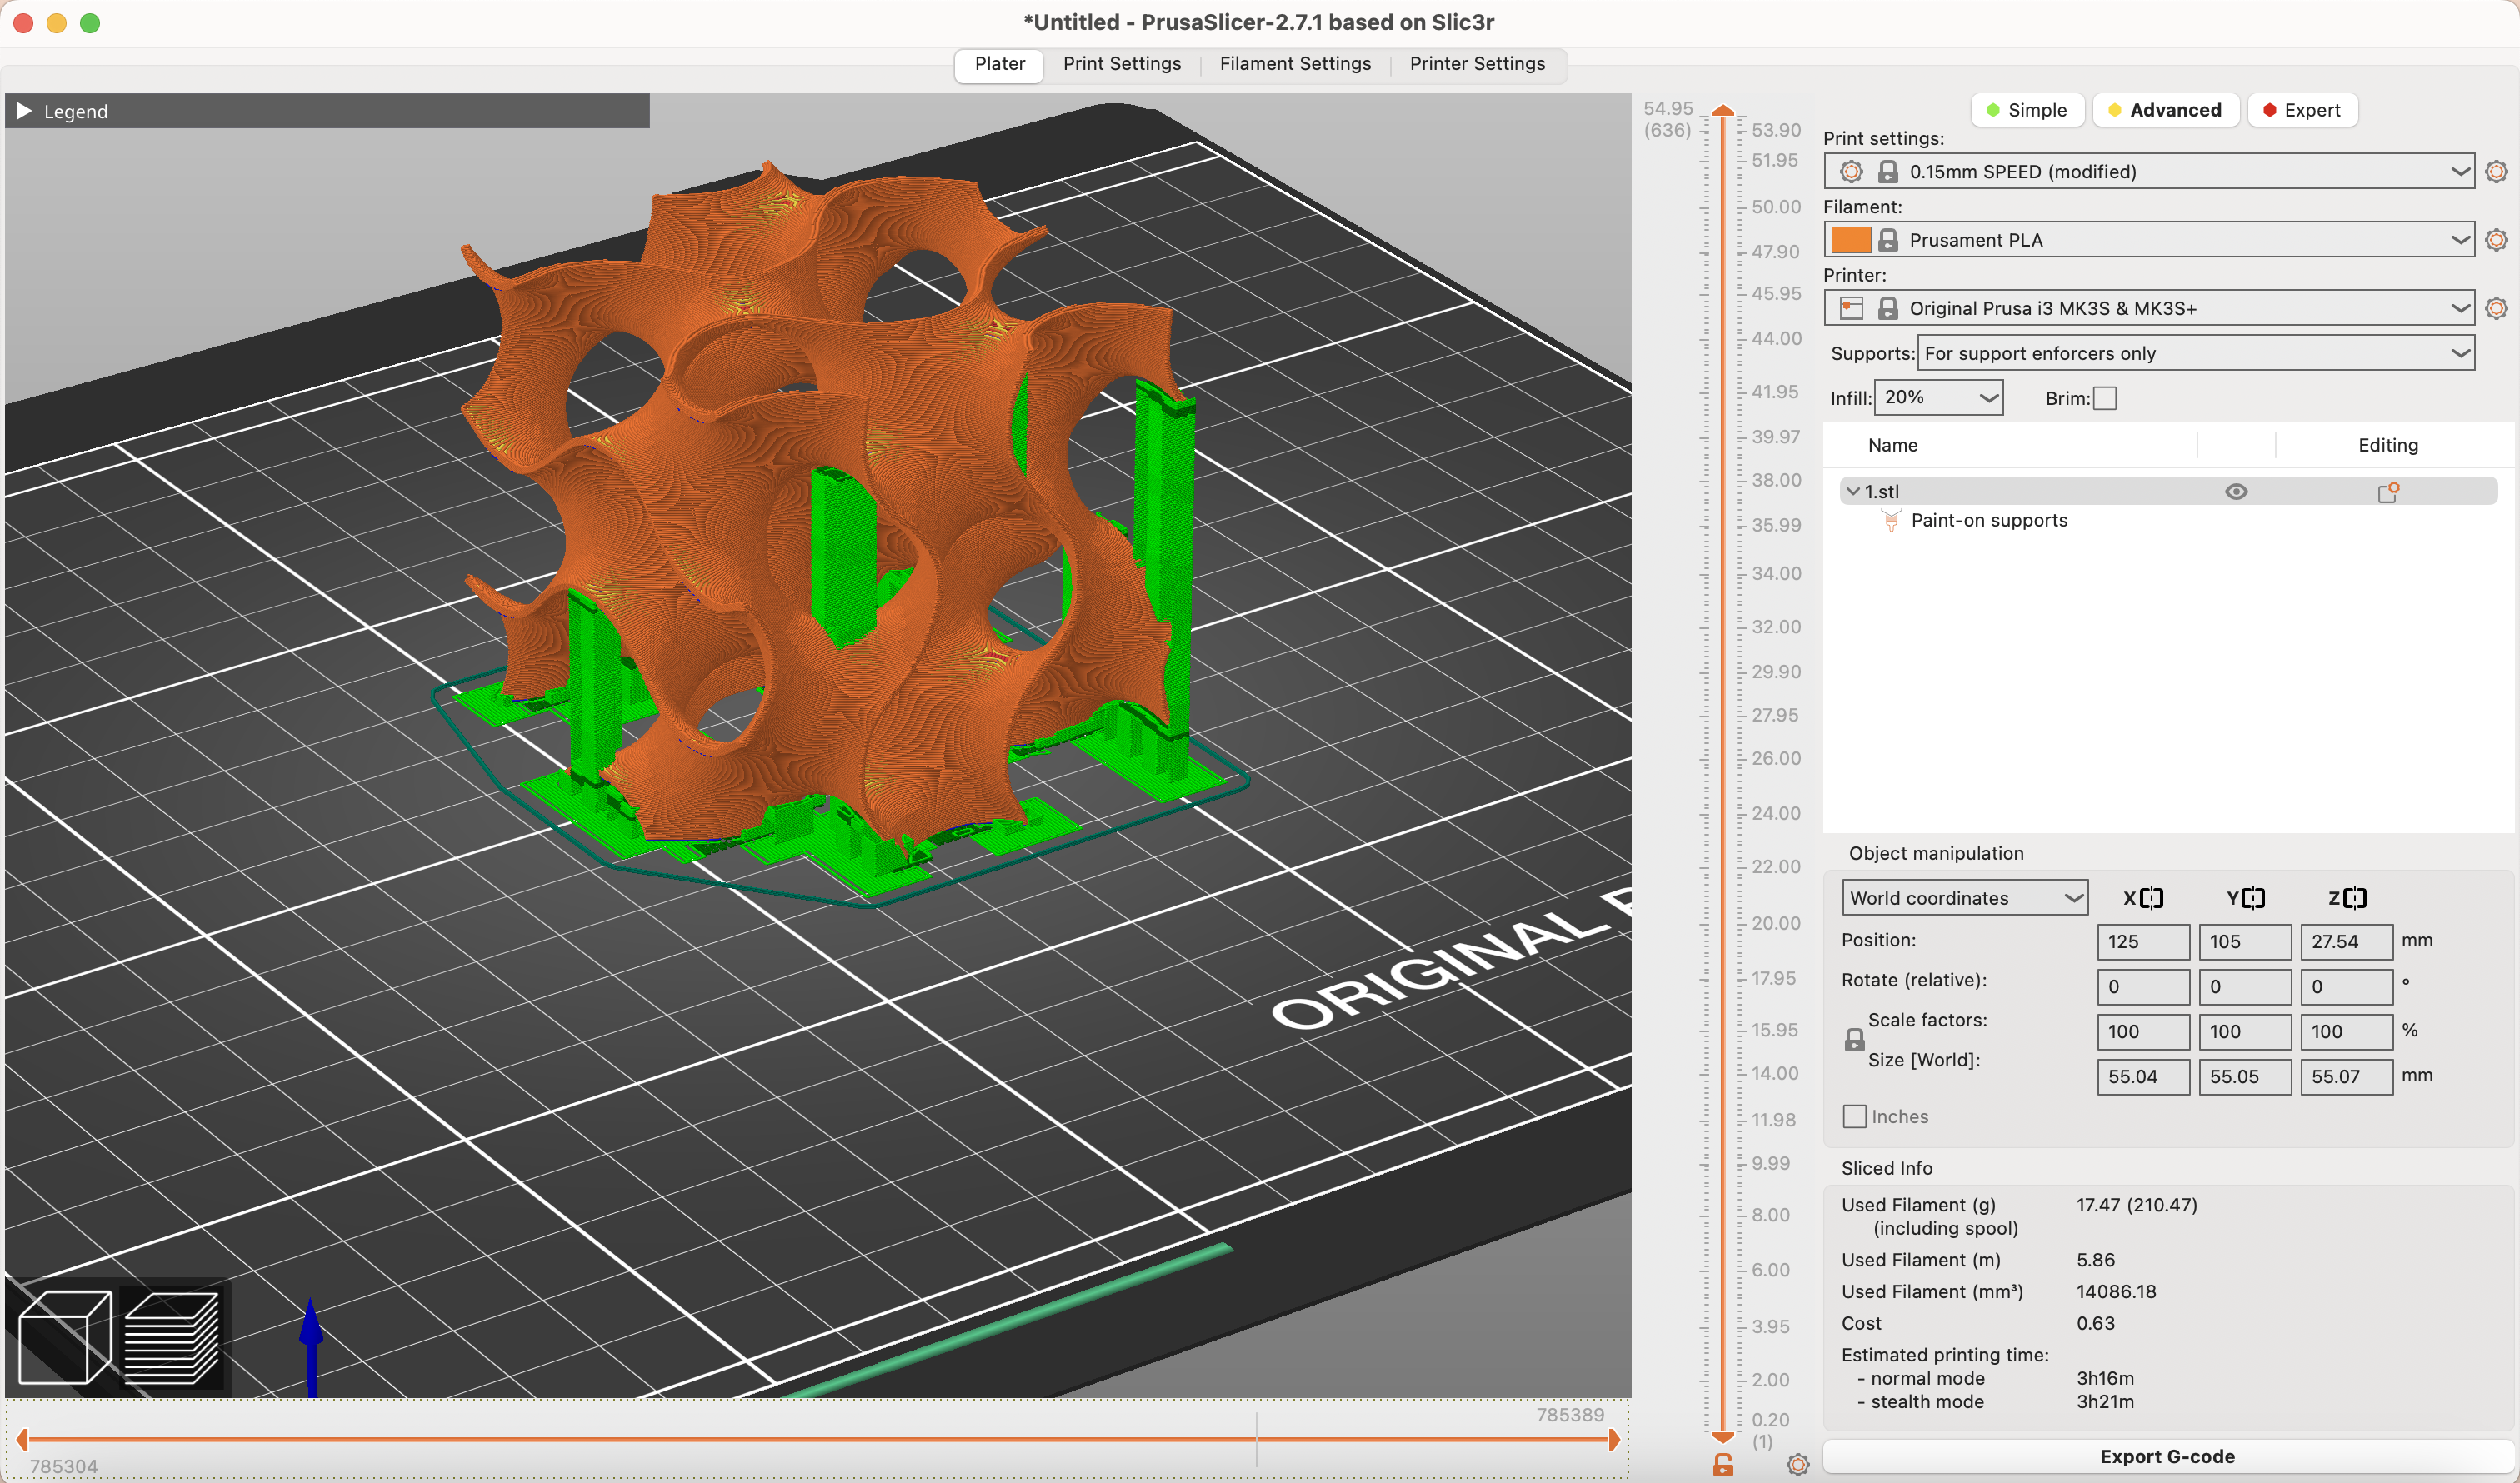 *Untitled - PrusaSlicer-2.7.1 based on Slic3r
Plater Print Settings Filament Settings Printer Settings
Legend
54.95
(636)
53.90
51.95
50.00
47.90
45.95
44.00
41.95
39.97
38.00
35.99
34.00
32.00
29.90
27.95
26.00
24.00
22.00
20.00
17.95
15.95
14.00
11.98
9.99
8.00
6.00
3.95
2.00
0.20
(1)
ORIGINAL
785389
785304
Simple Advanced Expert
Print settings:
0.15mm SPEED (modified)
Filament:
Prusament PLA
Printer:
Original Prusa i3 MK3S & MK3S+
Supports: For support enforcers only
Infill: 20% Brim:
Name Editing
1.stl
Paint-on supports
Object manipulation
World coordinates X Y Z
Position: 125 105 27.54 mm
Rotate (relative): 0 0 0 °
Scale factors: 100 100 100 %
Size [World]: 55.04 55.05 55.07 mm
Inches
Sliced Info
Used Filament (g) 17.47 (210.47)
(including spool)
Used Filament (m) 5.86
Used Filament (mm³) 14086.18
Cost 0.63
Estimated printing time:
- normal mode 3h16m
- stealth mode 3h21m
Export G-code